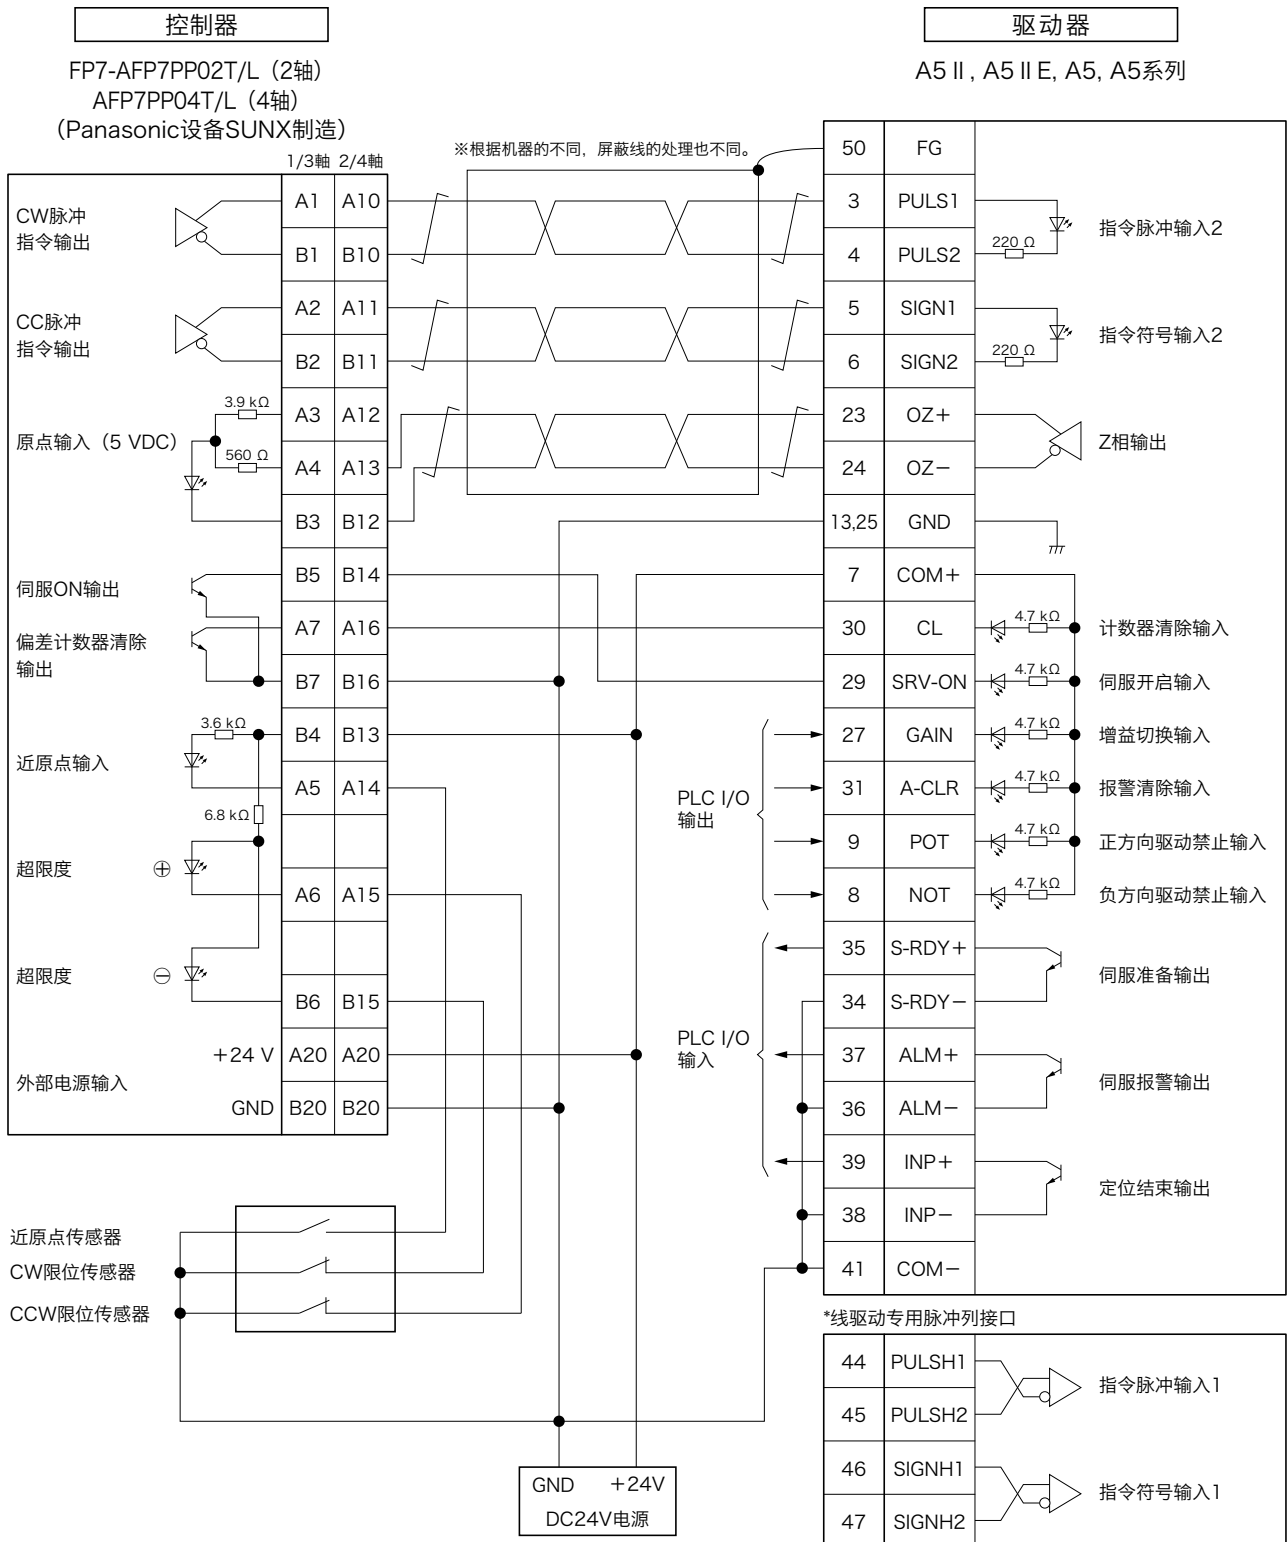 控制器
FP7-AFP7PP02T/L（2轴）
AFP7PP04T/L（4轴）
（Panasonic设备SUNX制造）
驱动器
A5 II , A5 II E, A5, A5系列
※根据机器的不同，屏蔽线的处理也不同。
1/3軸 2/4軸
CW脉冲
指令输出
A1 A10
B1 B10
CC脉冲
指令输出
A2 A11
B2 B11
原点输入（5 VDC）
3.9 kΩ
A3 A12
560 Ω
A4 A13
B3 B12
伺服ON输出
B5 B14
偏差计数器清除
输出
A7 A16
B7 B16
近原点输入
3.6 kΩ
B4 B13
A5 A14
6.8 kΩ
超限度 ⊕
A6 A15
超限度 ⊖
B6 B15
外部电源输入
+24 V A20 A20
GND B20 B20
近原点传感器
CW限位传感器
CCW限位传感器
GND +24V
DC24V电源
PLC I/O
输出
PLC I/O
输入
50 FG
3 PULS1
4 PULS2
220 Ω
指令脉冲输入2
5 SIGN1
6 SIGN2
220 Ω
指令符号输入2
23 OZ+
24 OZ−
Z相输出
13,25 GND
7 COM+
30 CL 4.7 kΩ 计数器清除输入
29 SRV-ON 4.7 kΩ 伺服开启输入
27 GAIN 4.7 kΩ 增益切换输入
31 A-CLR 4.7 kΩ 报警清除输入
9 POT 4.7 kΩ 正方向驱动禁止输入
8 NOT 4.7 kΩ 负方向驱动禁止输入
35 S-RDY+
34 S-RDY−
伺服准备输出
37 ALM+
36 ALM−
伺服报警输出
39 INP+
38 INP−
定位结束输出
41 COM−
*线驱动专用脉冲列接口
44 PULSH1
45 PULSH2
指令脉冲输入1
46 SIGNH1
47 SIGNH2
指令符号输入1